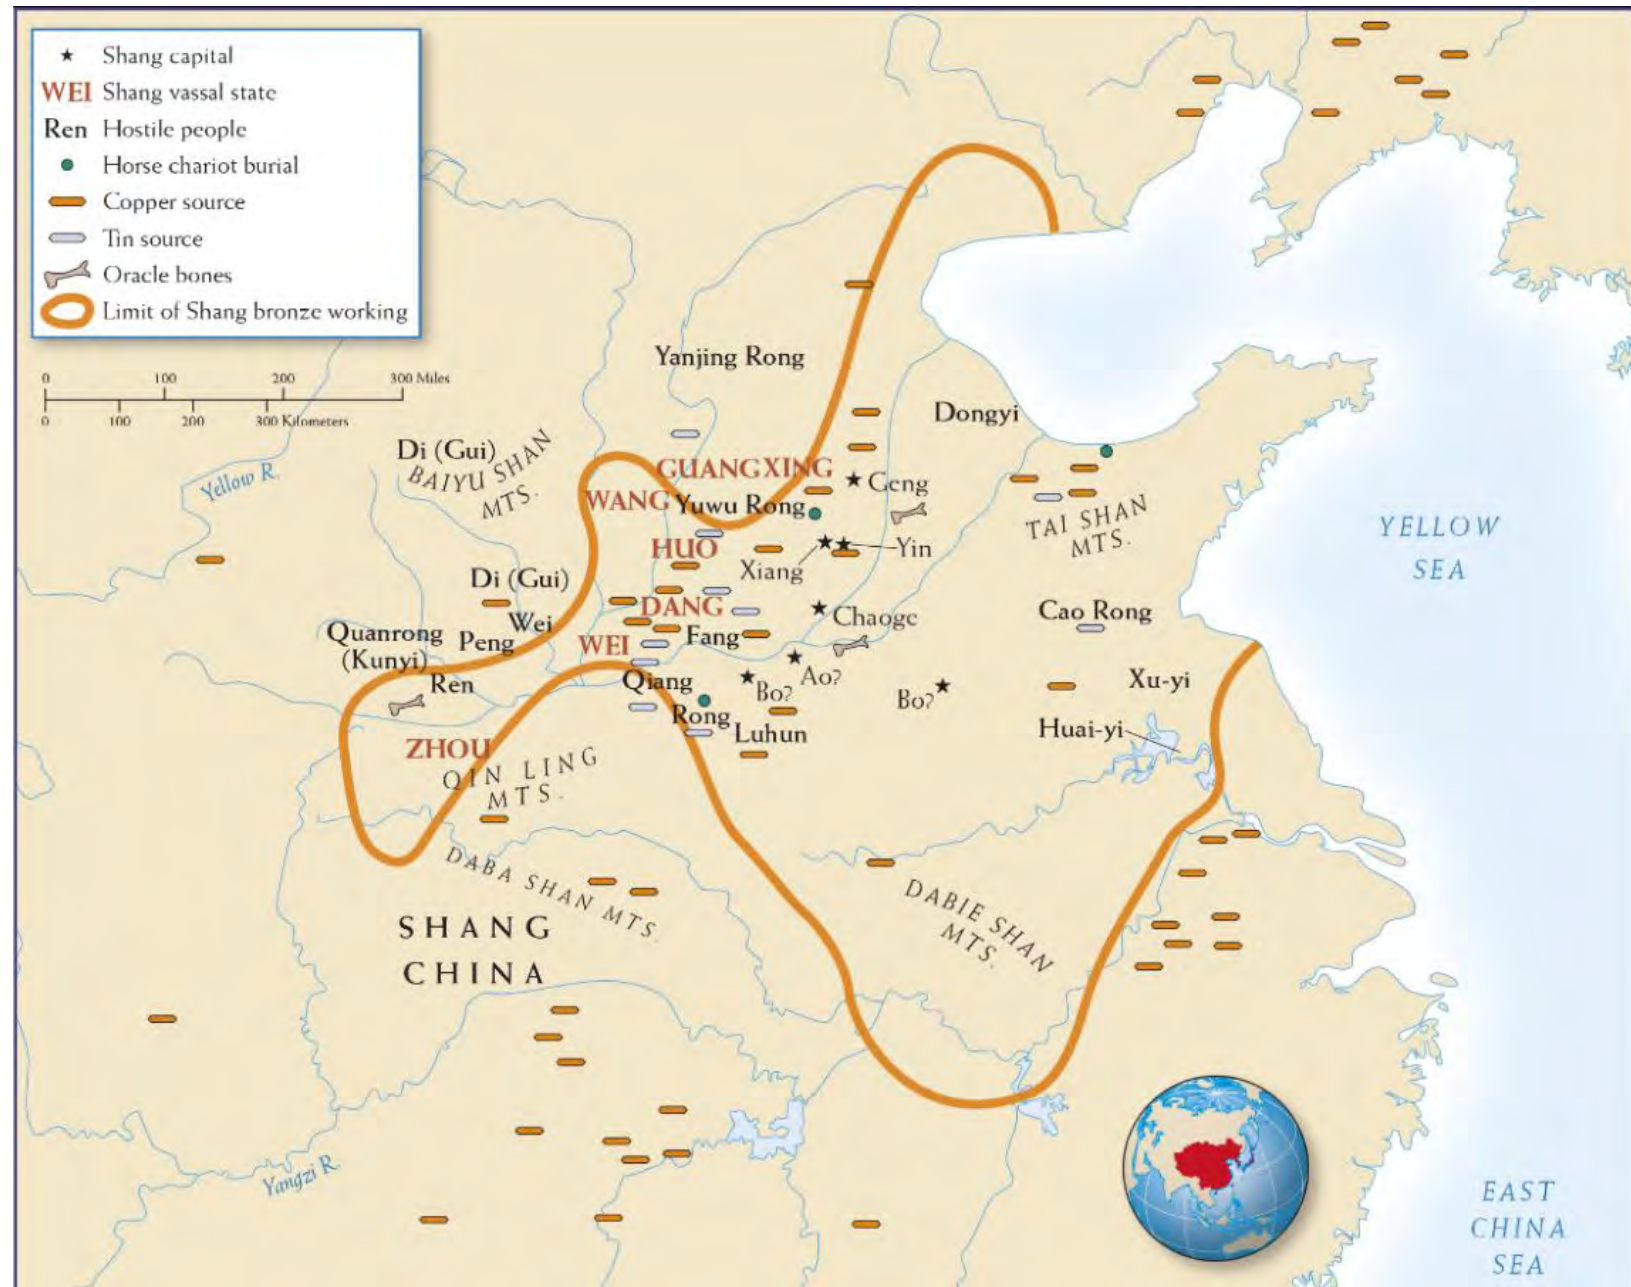 Shang capital
WEI Shang vassal state
Ren Hostile people
Horse chariot burial
Copper source
Tin source
Oracle bones
Limit of Shang bronze working
0 100 200 300 Miles
0 100 200 300 Kilometers
Yanjing Rong
Dongyi
Di (Gui)
BAIYU SHAN
MTS.
Yellow R.
GUANGXING
WANG
Yuwu Rong
Geng
TAI SHAN
MTS.
YELLOW
SEA
HUO
Xiang
Yin
Di (Gui)
DANG
Chaoge
Cao Rong
Wei
Quanrong
(Kunyi)
Peng
WEI
Fang
Ren
Qiang
Bo?
Ao?
Bo?
Xu-yi
Rong
Luhun
Huai-yi
ZHOU
QIN LING
MTS.
DABA SHAN MTS.
DABIE SHAN
MTS.
SHANG
CHINA
Yangzi R.
EAST
CHINA
SEA